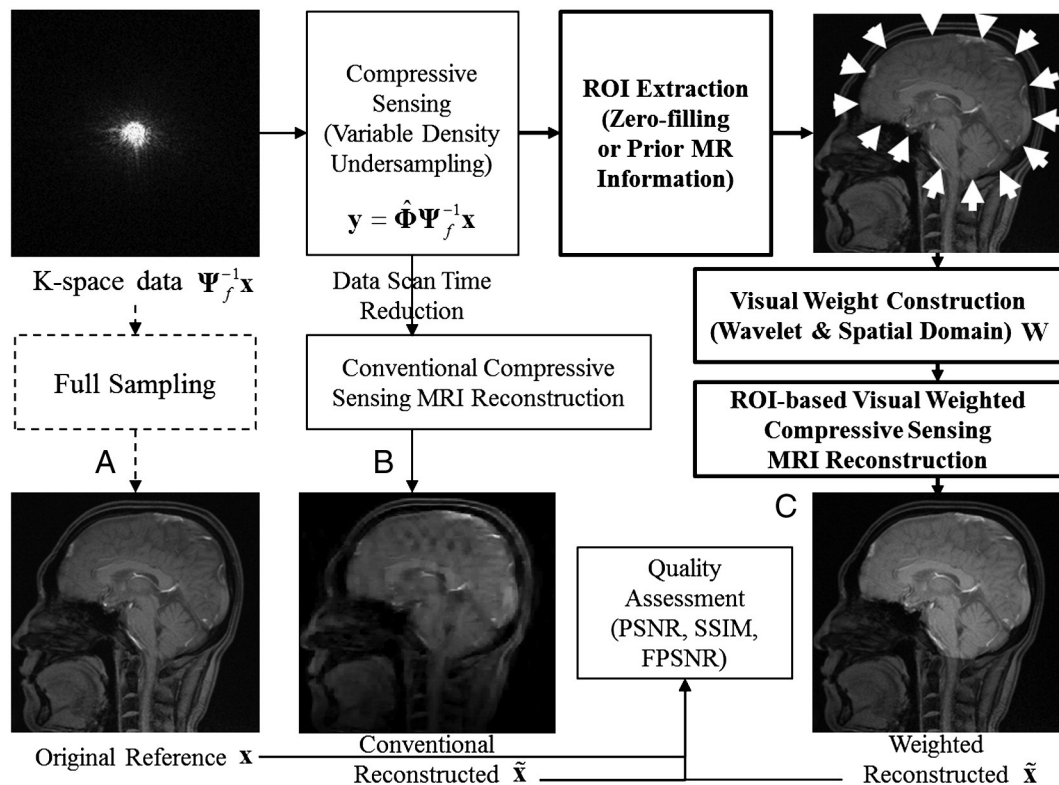 Compressive
Sensing
(Variable Density
Undersampling)
y = Φ̂Ψ_f^{-1}x
ROI Extraction
(Zero-filling
or Prior MR
Information)
K-space data Ψ_f^{-1}x
Data Scan Time
Reduction
Visual Weight Construction
(Wavelet & Spatial Domain) W
Full Sampling
Conventional Compressive
Sensing MRI Reconstruction
ROI-based Visual Weighted
Compressive Sensing
MRI Reconstruction
A
B
C
Quality
Assessment
(PSNR, SSIM,
FPSNR)
Original Reference x
Conventional
Reconstructed x̃
Weighted
Reconstructed x̃